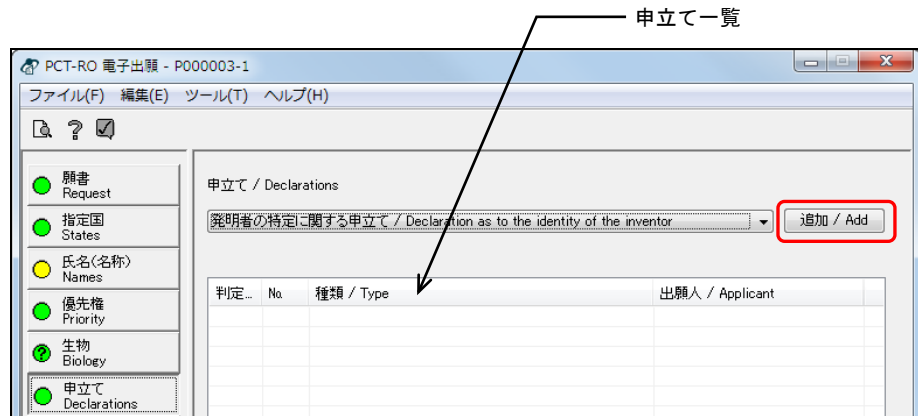 申立て一覧
PCT-RO 電子出願 - P000003-1
ファイル(F) 編集(E) ツール(T) ヘルプ(H)
願書
Request
指定国
States
氏名(名称)
Names
優先権
Priority
生物
Biology
申立て
Declarations
申立て / Declarations
発明者の特定に関する申立て / Declaration as to the identity of the inventor
追加 / Add
判定... No. 種類 / Type 出願人 / Applicant